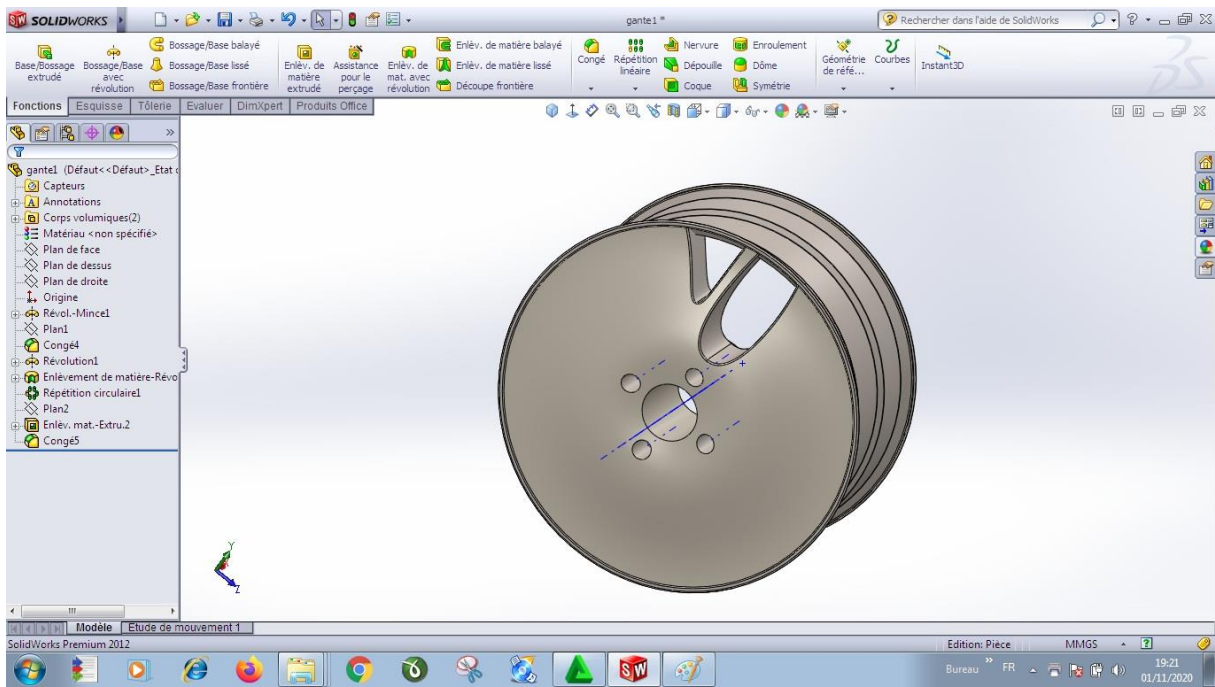 SOLIDWORKS
gante1 *
Rechercher dans l'aide de SolidWorks
Base/Bossage extrudé
Bossage/Base avec révolution
Bossage/Base balayé
Bossage/Base lissé
Bossage/Base frontière
Enlèv. de matière extrudé
Assistance pour le perçage
Enlèv. de mat. avec révolution
Enlèv. de matière balayé
Enlèv. de matière lissé
Découpe frontière
Congé
Répétition linéaire
Nervure
Dépouille
Coque
Enroulement
Dôme
Symétrie
Géométrie de réfé...
Courbes
Instant3D
Fonctions Esquisse Tôlerie Evaluer DimXpert Produits Office
gante1 (Défaut<<Défaut>_Etat
Capteurs
Annotations
Corps volumiques(2)
Matériau <non spécifié>
Plan de face
Plan de dessus
Plan de droite
Origine
Révol.-Mince1
Plan1
Congé4
Révolution1
Enlèvement de matière-Révo
Répétition circulaire1
Plan2
Enlèv. mat.-Extru.2
Congé5
Y
Z
Modèle Etude de mouvement 1
SolidWorks Premium 2012
Edition: Pièce MMGS
Bureau FR
19:21
01/11/2020